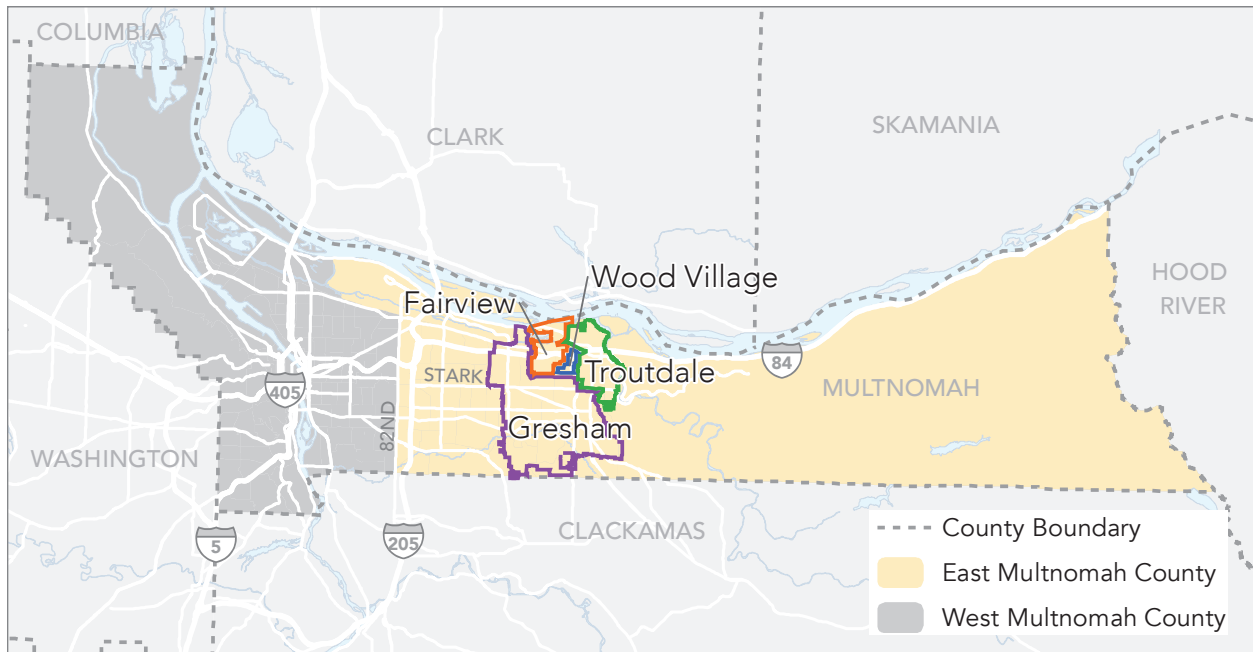 COLUMBIA
CLARK
SKAMANIA
HOOD
RIVER
Wood Village
Fairview
STARK
Troutdale
84
MULTNOMAH
405
82ND
Gresham
WASHINGTON
CLACKAMAS
5
205
County Boundary
East Multnomah County
West Multnomah County